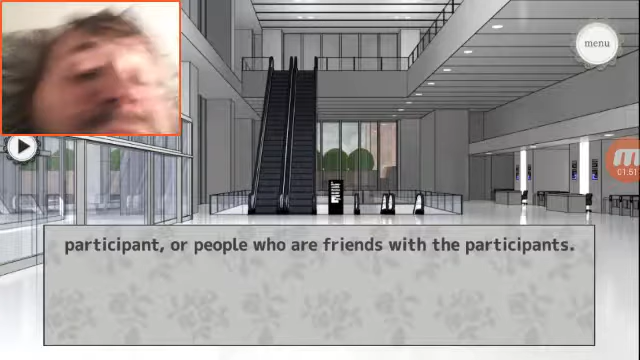 menu
01:51
participant, or people who are friends with the participants.